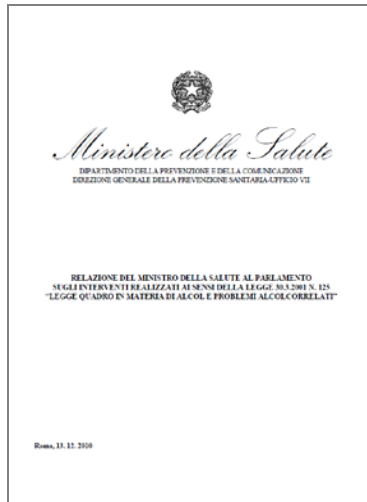 Ministero della Salute
DIPARTIMENTO DELLA PREVENZIONE E DELLA COMUNICAZIONE
DIREZIONE GENERALE DELLA PREVENZIONE SANITARIA-UFFICIO VII
RELAZIONE DEL MINISTRO DELLA SALUTE AL PARLAMENTO
SUGLI INTERVENTI REALIZZATI AI SENSI DELLA LEGGE 30.3.2001 N. 125
"LEGGE QUADRO IN MATERIA DI ALCOL E PROBLEMI ALCOLCORRELATI"
Roma, 13. 12. 2010